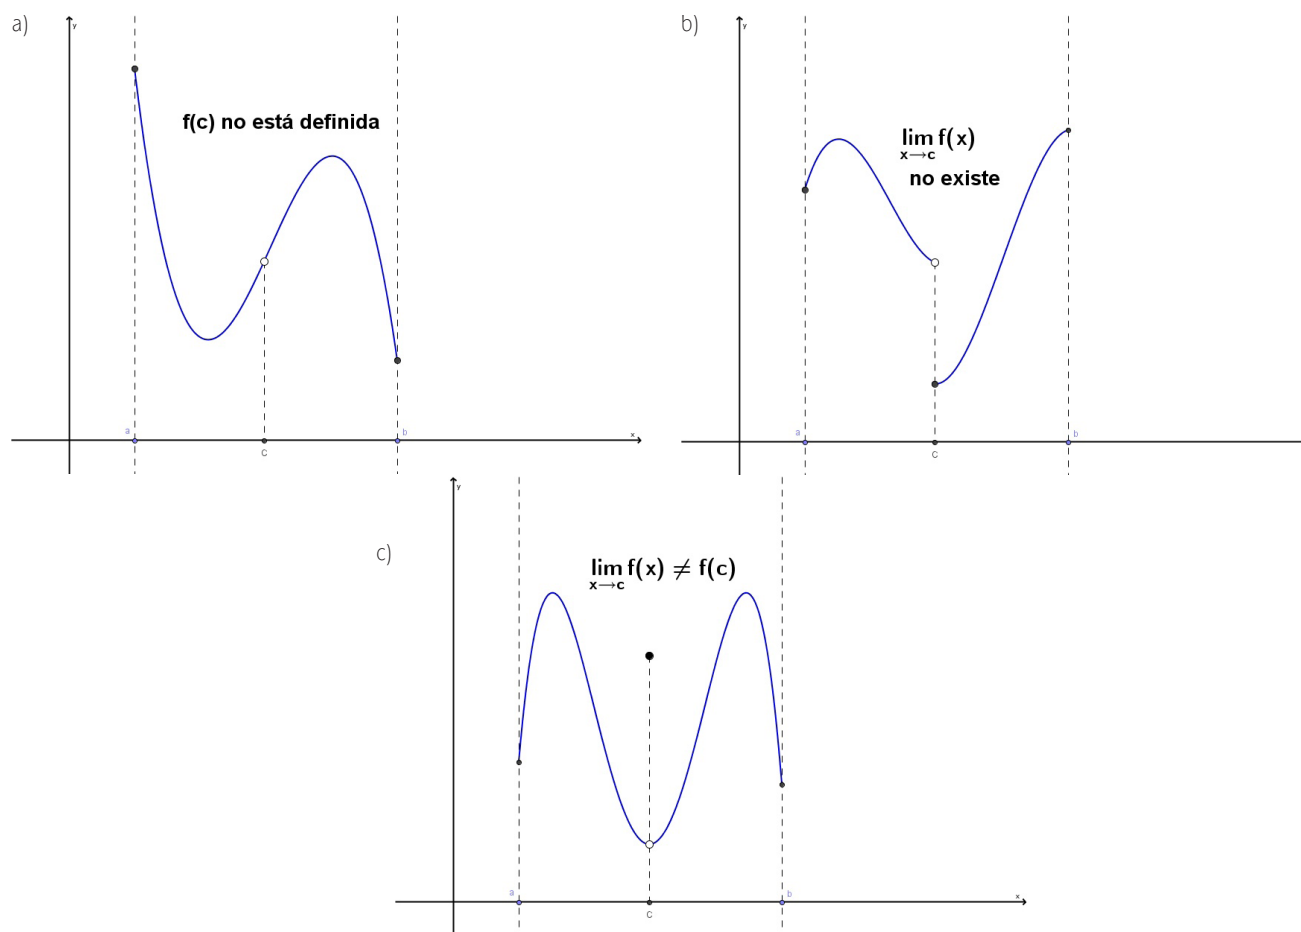 a)
y
f(c) no está definida
a
c
b
x
b)
y
lim f(x)
x→c
no existe
a
c
b
c)
y
lim f(x) ≠ f(c)
x→c
a
c
b
x